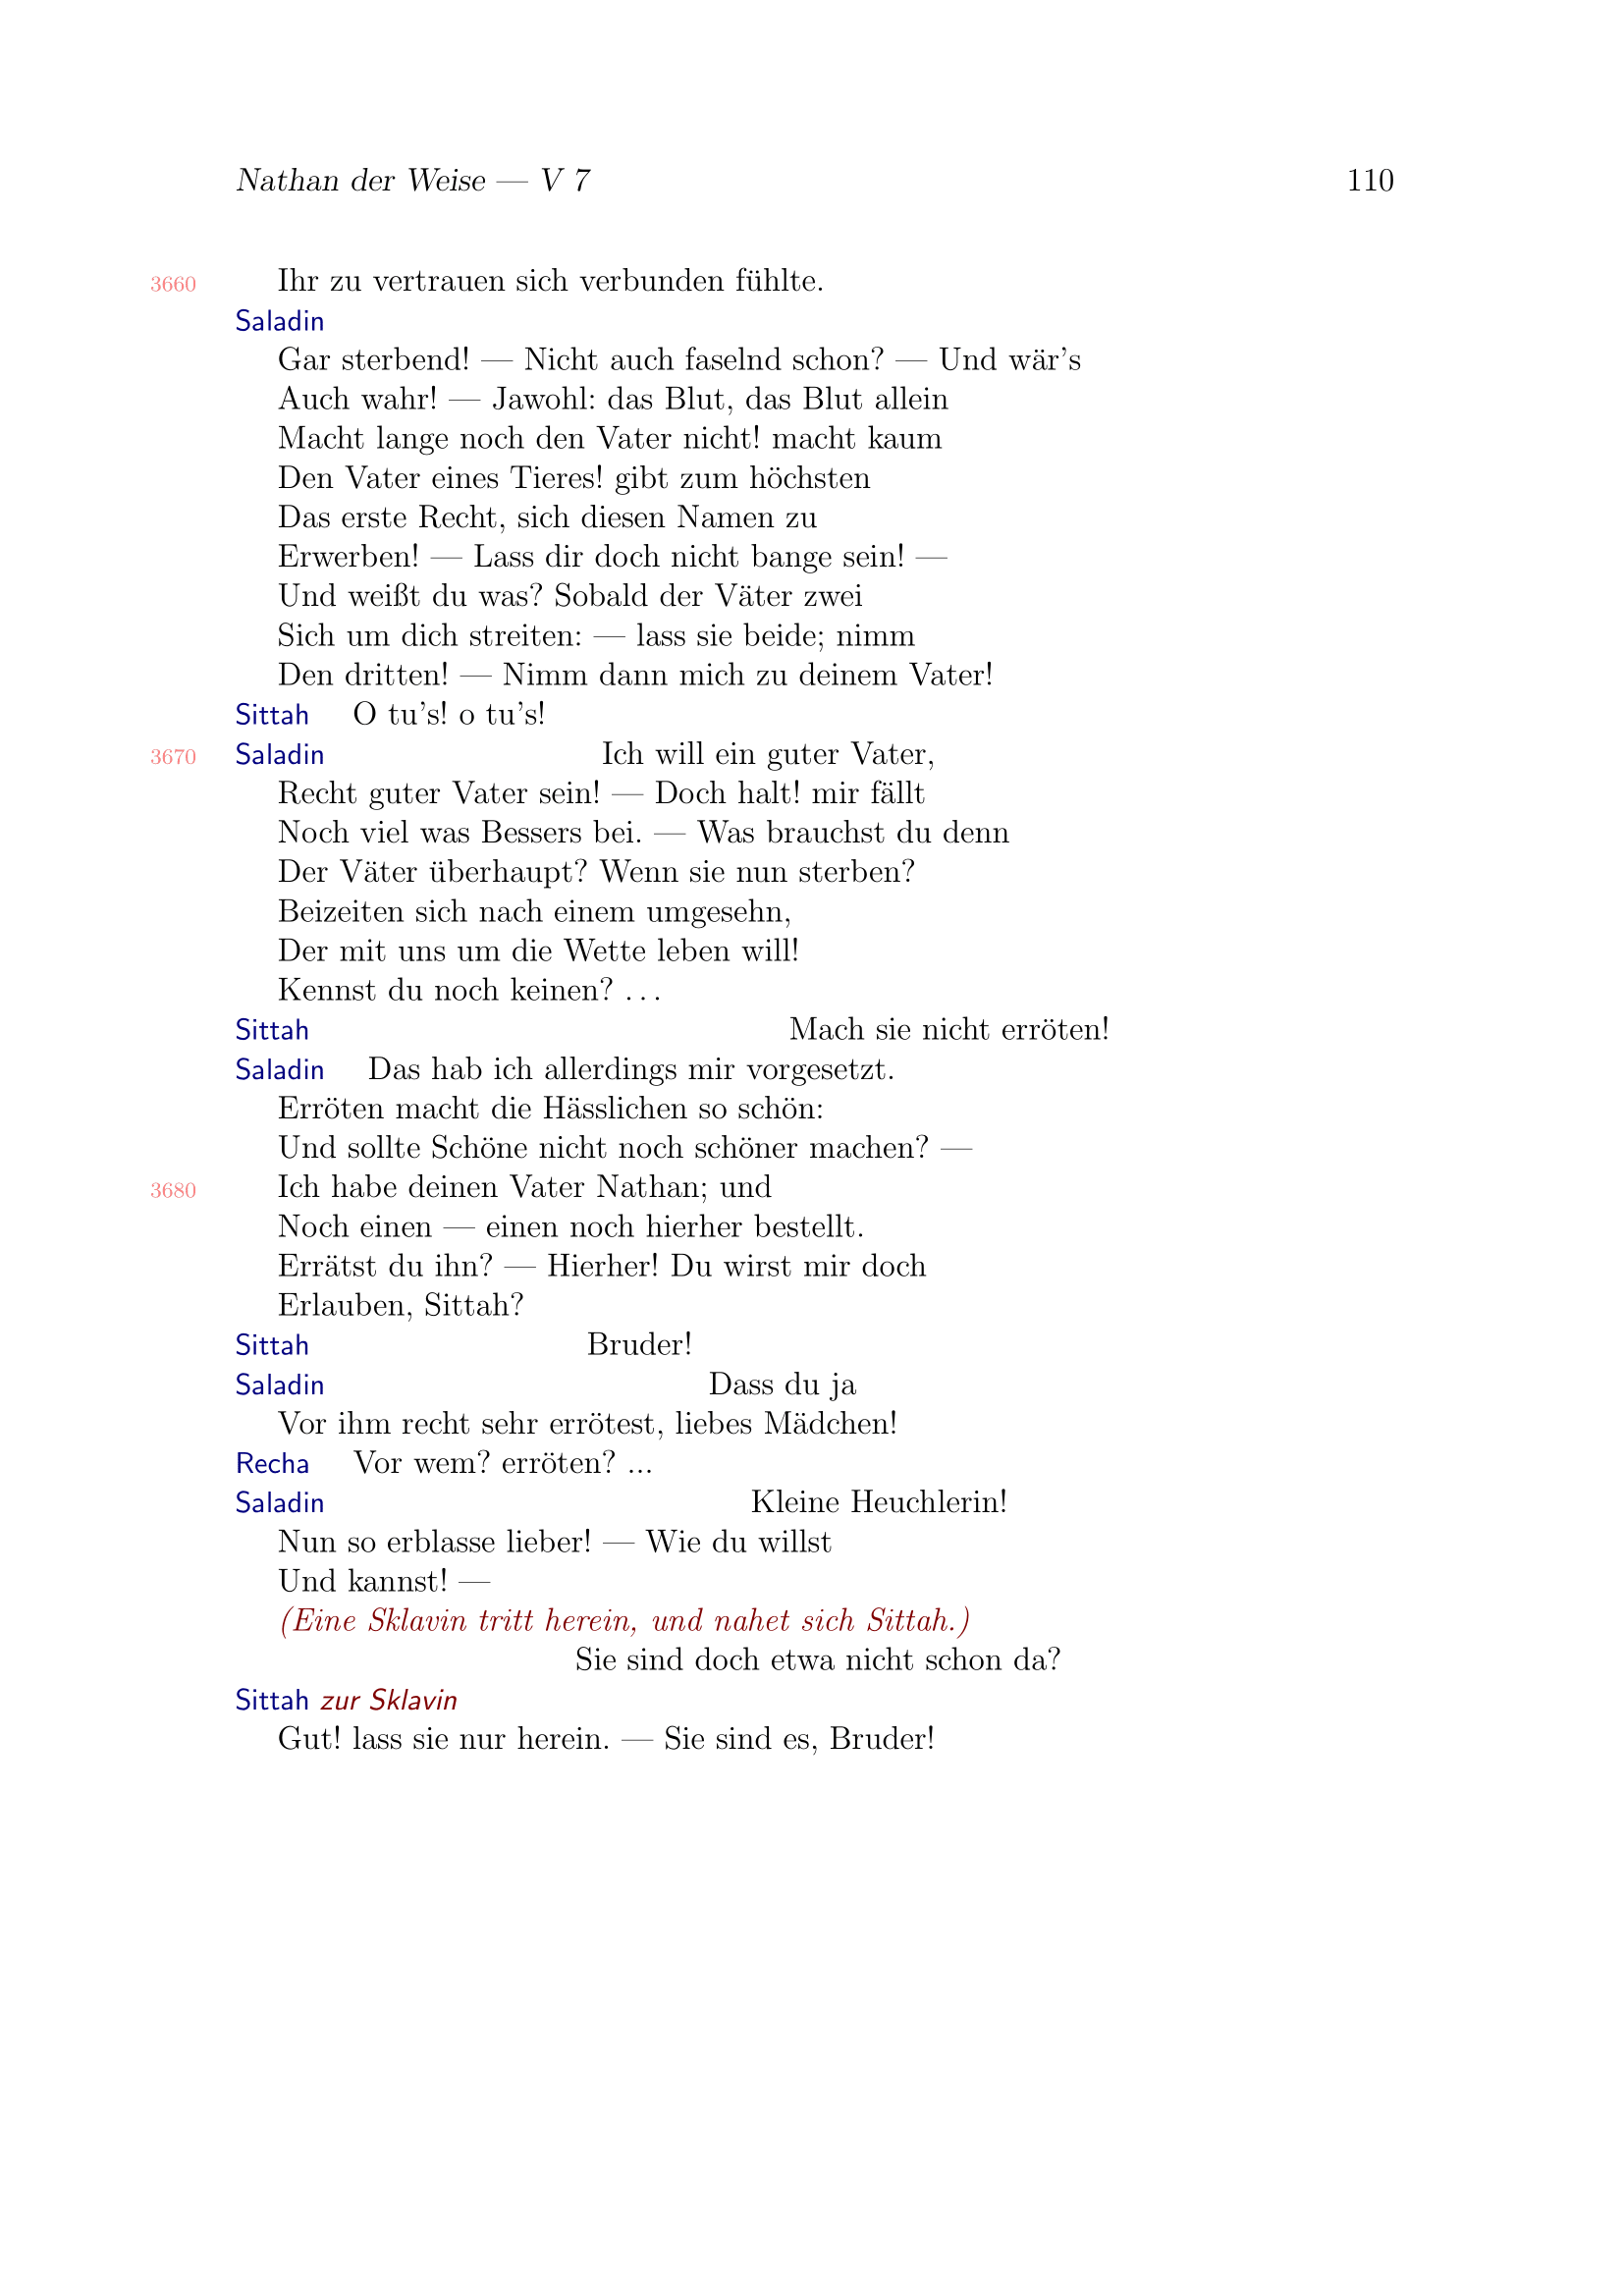 Nathan der Weise — V 7 110
3660 Ihr zu vertrauen sich verbunden fühlte.
Saladin
Gar sterbend! — Nicht auch faselnd schon? — Und wär's
Auch wahr! — Jawohl: das Blut, das Blut allein
Macht lange noch den Vater nicht! macht kaum
Den Vater eines Tieres! gibt zum höchsten
Das erste Recht, sich diesen Namen zu
Erwerben! — Lass dir doch nicht bange sein! —
Und weißt du was? Sobald der Väter zwei
Sich um dich streiten: — lass sie beide; nimm
Den dritten! — Nimm dann mich zu deinem Vater!
Sittah O tu's! o tu's!
3670 Saladin Ich will ein guter Vater,
Recht guter Vater sein! — Doch halt! mir fällt
Noch viel was Bessers bei. — Was brauchst du denn
Der Väter überhaupt? Wenn sie nun sterben?
Beizeiten sich nach einem umgesehn,
Der mit uns um die Wette leben will!
Kennst du noch keinen? ...
Sittah Mach sie nicht erröten!
Saladin Das hab ich allerdings mir vorgesetzt.
Erröten macht die Hässlichen so schön:
Und sollte Schöne nicht noch schöner machen? —
3680 Ich habe deinen Vater Nathan; und
Noch einen — einen noch hierher bestellt.
Errätst du ihn? — Hierher! Du wirst mir doch
Erlauben, Sittah?
Sittah Bruder!
Saladin Dass du ja
Vor ihm recht sehr errötest, liebes Mädchen!
Recha Vor wem? erröten? ...
Saladin Kleine Heuchlerin!
Nun so erblasse lieber! — Wie du willst
Und kannst! —
(Eine Sklavin tritt herein, und nahet sich Sittah.)
Sie sind doch etwa nicht schon da?
Sittah zur Sklavin
Gut! lass sie nur herein. — Sie sind es, Bruder!